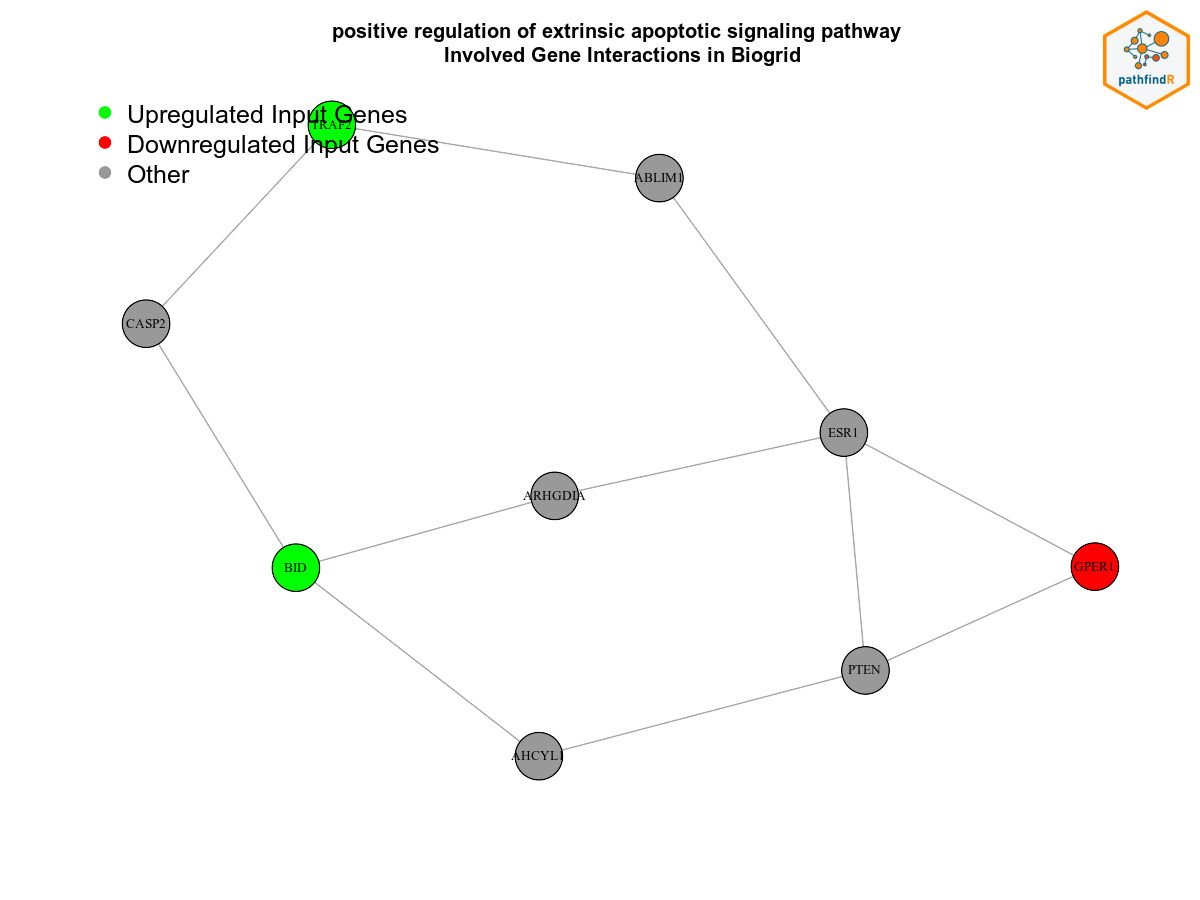 positive regulation of extrinsic apoptotic signaling pathway
Involved Gene Interactions in Biogrid
pathfindR
Upregulated Input Genes
TRAF2
Downregulated Input Genes
Other
ABLIM1
CASP2
ESR1
ARHGDIA
BID
GPER1
PTEN
AHCYL1